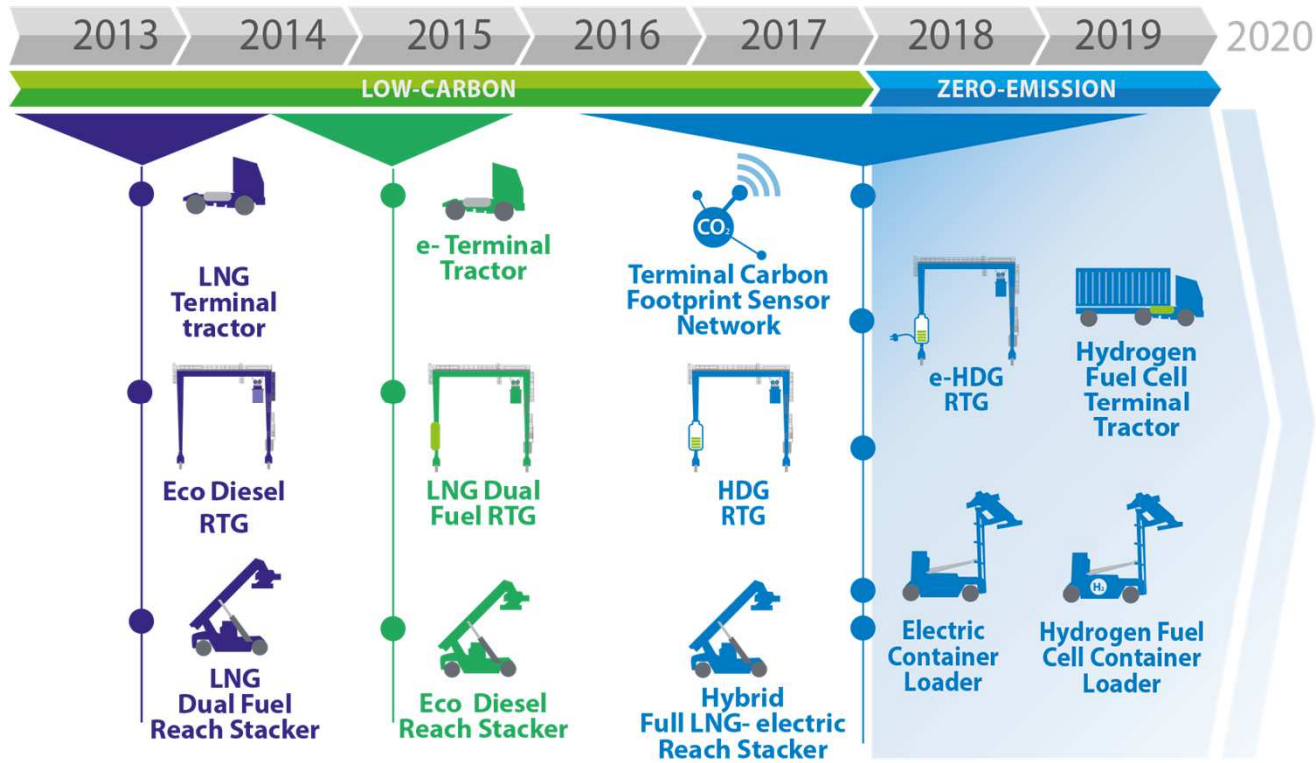 2013
2014
2015
2016
2017
2018
2019
2020
LOW-CARBON
ZERO-EMISSION
LNG
Terminal
tractor
Eco Diesel
RTG
LNG
Dual Fuel
Reach Stacker
e- Terminal
Tractor
LNG Dual
Fuel RTG
Eco Diesel
Reach Stacker
CO2
Terminal Carbon
Footprint Sensor
Network
HDG
RTG
Hybrid
Full LNG- electric
Reach Stacker
e-HDG
RTG
Hydrogen
Fuel Cell
Terminal
Tractor
Electric
Container
Loader
H2
Hydrogen Fuel
Cell Container
Loader